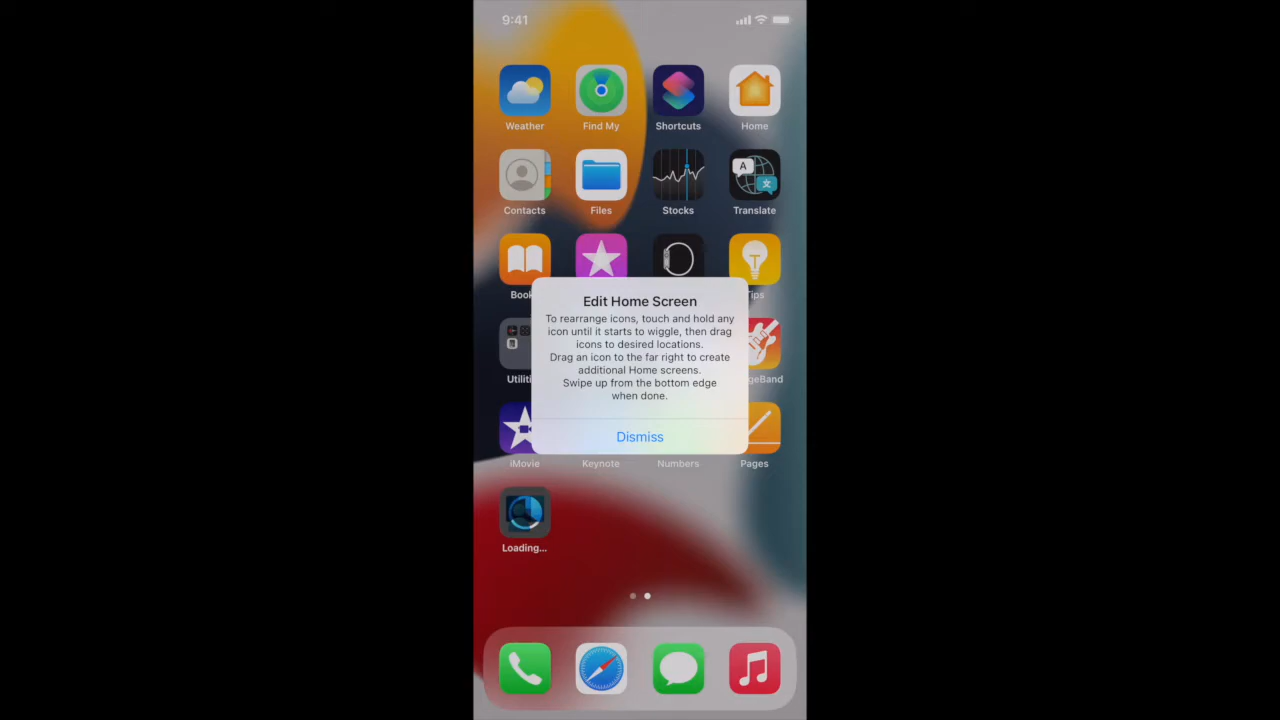 9:41
Weather Find My Shortcuts Home
A
文
Contacts Files Stocks Translate
T
Edit Home Screen
To rearrange icons, touch and hold any
icon until it starts to wiggle, then drag
icons to desired locations.
Drag an icon to the far right to create
additional Home screens.
Swipe up from the bottom edge
when done.
Dismiss
Book
Tips
Utiliti
geBand
iMovie Keynote Numbers Pages
Loading...